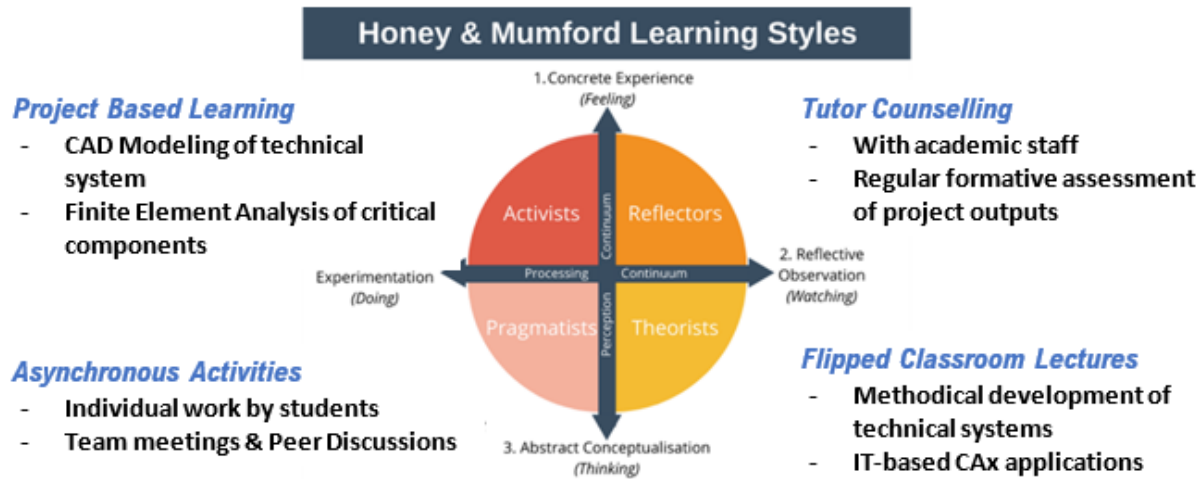 Honey & Mumford Learning Styles
1. Concrete Experience
(Feeling)
Project Based Learning
- CAD Modeling of technical
system
- Finite Element Analysis of critical
components
Tutor Counselling
- With academic staff
- Regular formative assessment
of project outputs
Activists
Continuum
Reflectors
Experimentation
(Doing)
Processing
Continuum
2. Reflective
Observation
(Watching)
Pragmatists
Perception
Theorists
Asynchronous Activities
- Individual work by students
- Team meetings & Peer Discussions
Flipped Classroom Lectures
- Methodical development of
technical systems
- IT-based CAx applications
3. Abstract Conceptualisation
(Thinking)